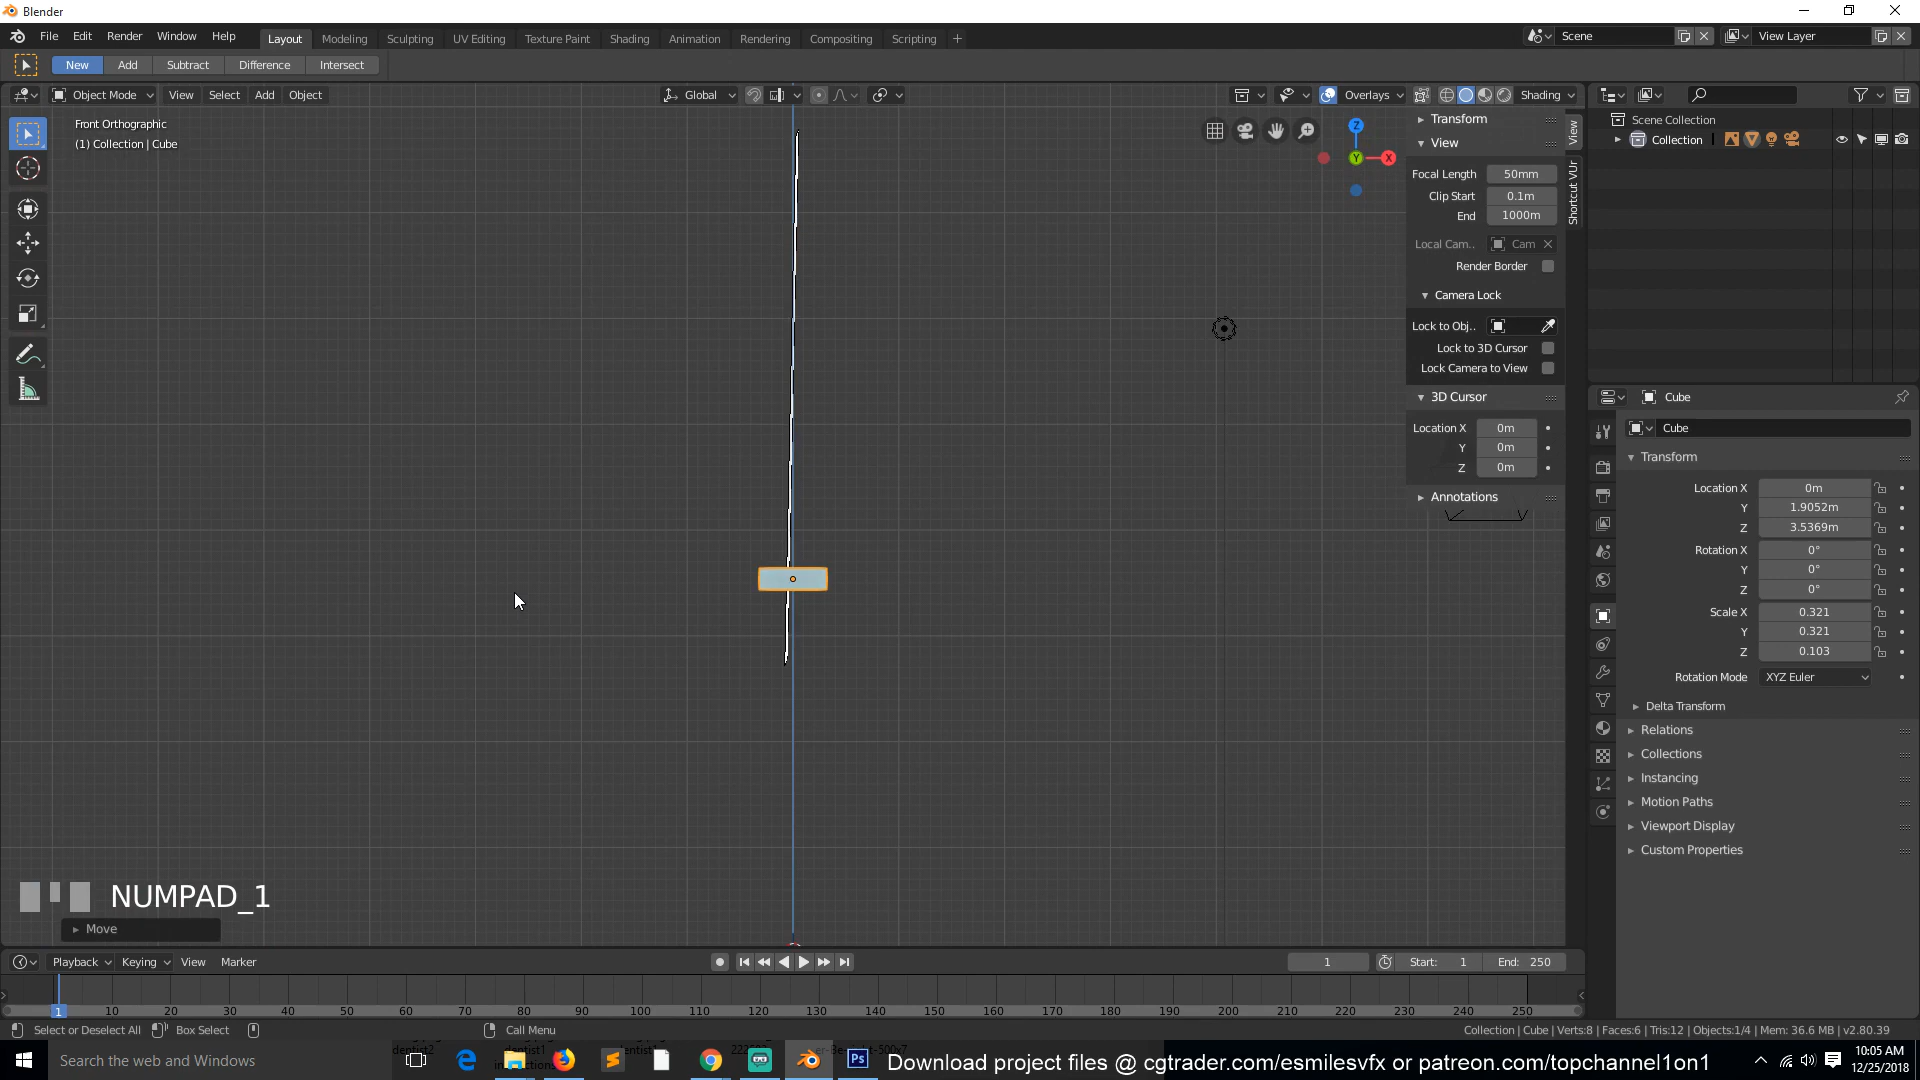 Blender
File Edit Render Window Help
Layout Modeling Sculpting UV Editing Texture Paint Shading Animation Rendering Compositing Scripting +
Scene
View Layer
New Add Subtract Difference Intersect
Object Mode View Select Add Object
Global
Overlays
Shading
Front Orthographic
(1) Collection | Cube
Z
Y
X
Transform
View
Focal Length 50mm
Clip Start 0.1m
End 1000m
Local Cam.. Cam
Render Border
Camera Lock
Lock to Obj..
Lock to 3D Cursor
Lock Camera to View
3D Cursor
Location X 0m
Y 0m
Z 0m
Annotations
View
Shortcut VUr
Scene Collection
Collection
Cube
Cube
Transform
Location X 0m
Y 1.9052m
Z 3.5369m
Rotation X 0°
Y 0°
Z 0°
Scale X 0.321
Y 0.321
Z 0.103
Rotation Mode XYZ Euler
Delta Transform
Relations
Collections
Instancing
Motion Paths
Viewport Display
Custom Properties
NUMPAD_1
Move
Playback Keying View Marker
1
Start: 1
End: 250
1 10 20 30 40 50 60 70 80 90 100 110 120 130 140 150 160 170 180 190 200 210 220 230 240 250
Select or Deselect All Box Select Call Menu
Collection | Cube | Verts:8 | Faces:6 | Tris:12 | Objects:1/4 | Mem: 36.6 MB | v2.80.39
Search the web and Windows
Download project files @ cgtrader.com/esmilesvfx or patreon.com/topchannel1on1
10:05 AM
12/25/2018